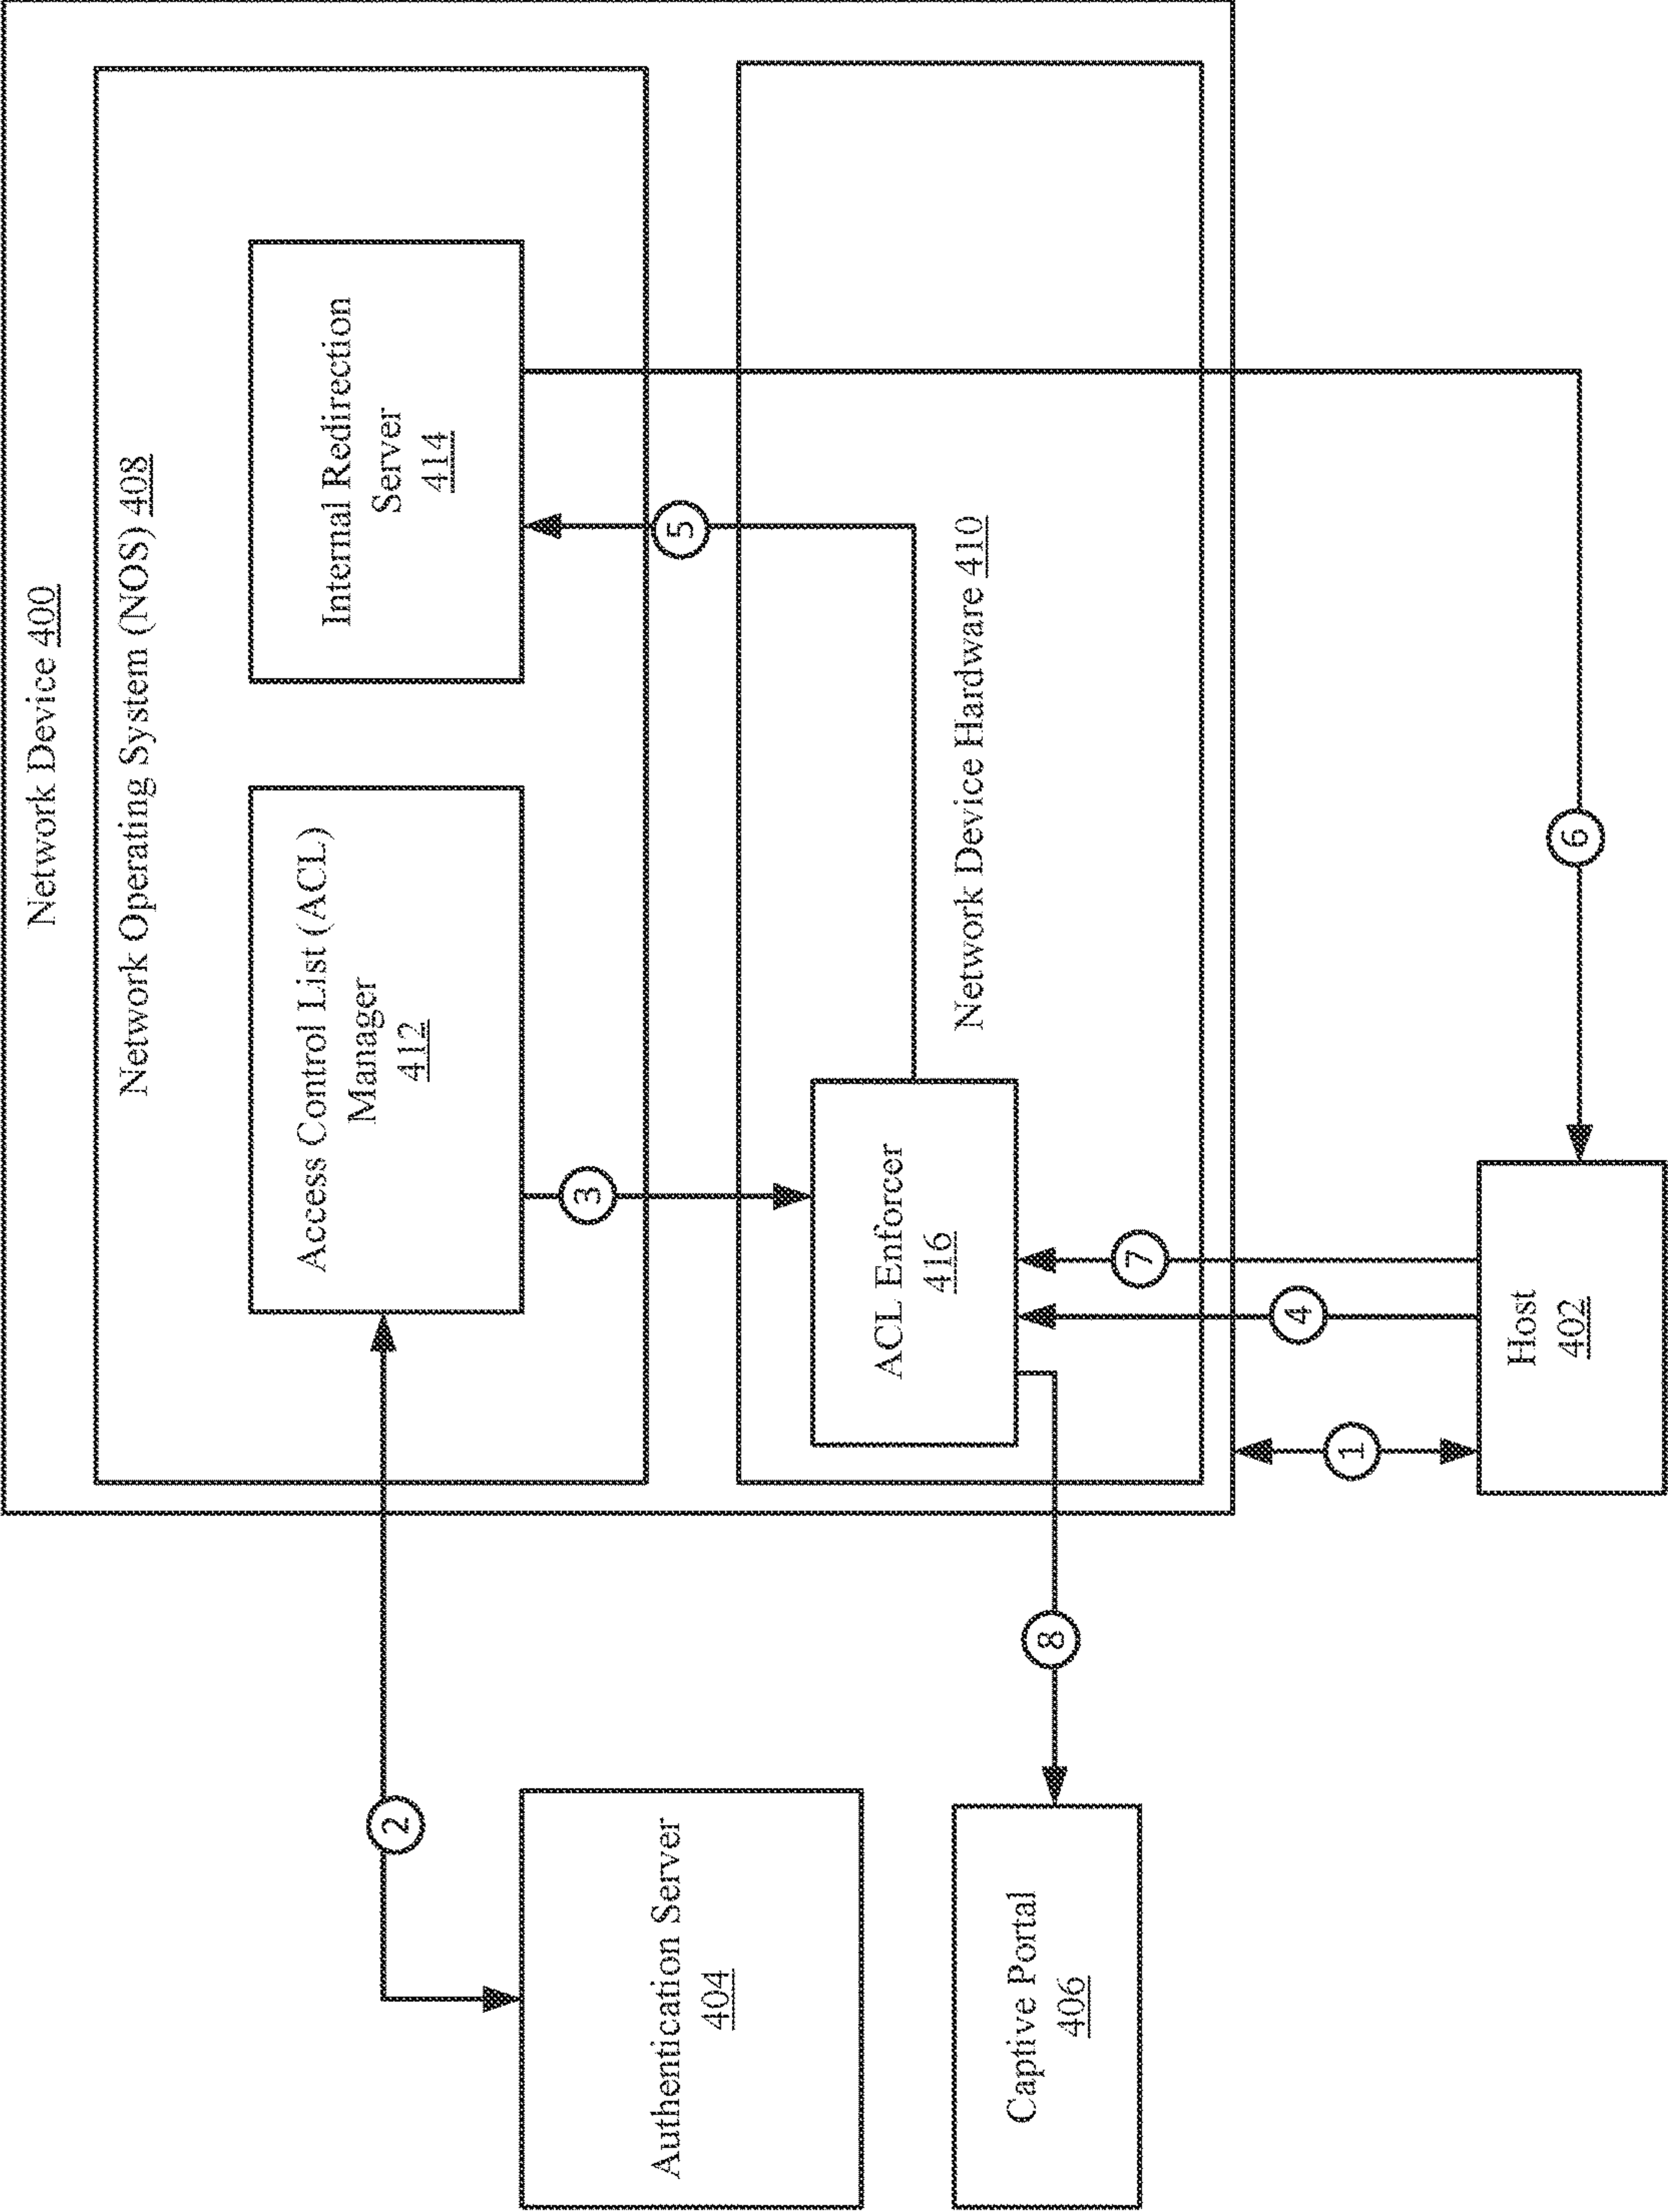 Network Device 400
Network Operating System (NOS) 408
Access Control List (ACL)
Manager
412
Internal Redirection
Server
414
2
3
5
Authentication Server
404
ACL Enforcer
416
Network Device Hardware 410
Captive Portal
406
8
7
4
1
6
Host
402